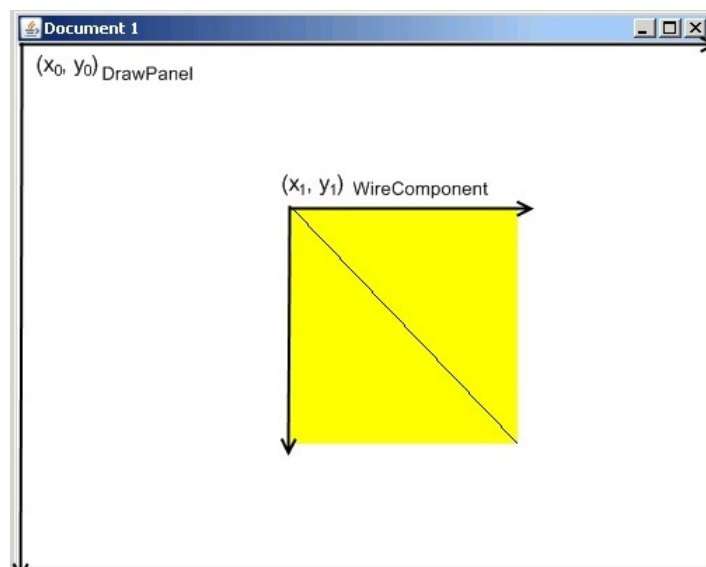 Document 1
(x₀, y₀) DrawPanel
(x₁, y₁) WireComponent